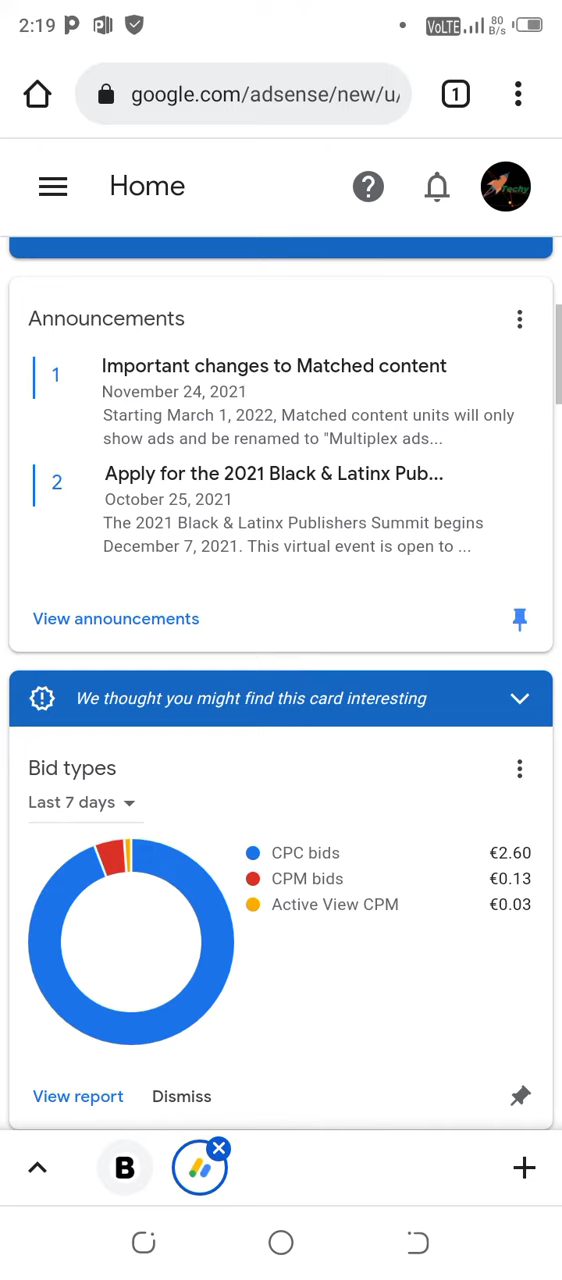 2:19
VoLTE 80 B/s
google.com/adsense/new/u/
1
Home
Techy
Announcements
1 Important changes to Matched content
November 24, 2021
Starting March 1, 2022, Matched content units will only
show ads and be renamed to "Multiplex ads...
2 Apply for the 2021 Black & Latinx Pub...
October 25, 2021
The 2021 Black & Latinx Publishers Summit begins
December 7, 2021. This virtual event is open to ...
View announcements
We thought you might find this card interesting
Bid types
Last 7 days
CPC bids €2.60
CPM bids €0.13
Active View CPM €0.03
View report Dismiss
B